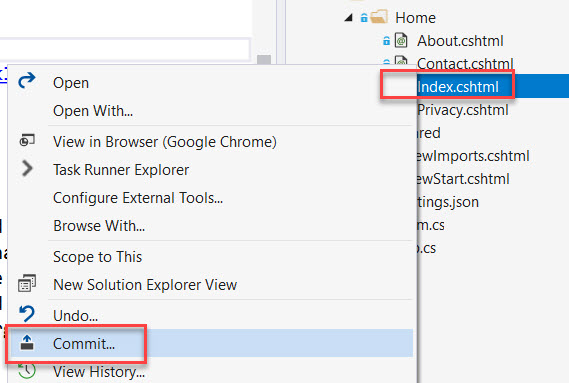 Home
About.cshtml
Contact.cshtml
Index.cshtml
Privacy.cshtml
ared
ewImports.cshtml
ewStart.cshtml
tings.json
m.cs
.cs
Open
Open With...
View in Browser (Google Chrome)
Task Runner Explorer
Configure External Tools...
Browse With...
Scope to This
New Solution Explorer View
Undo...
Commit...
View History...